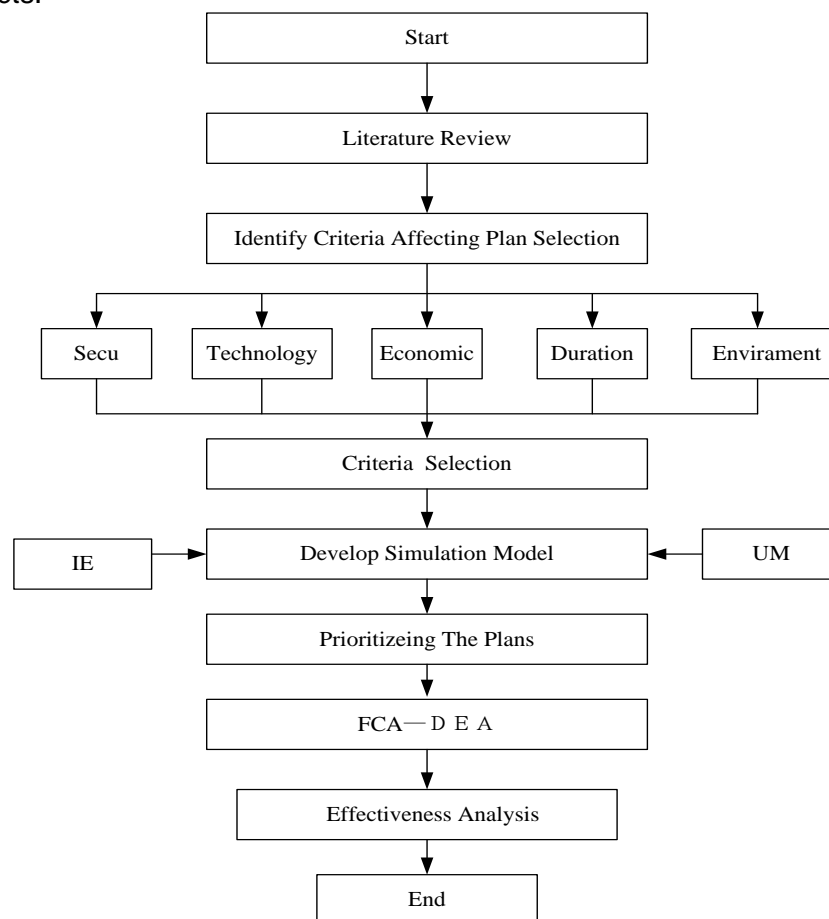 Start
Literature Review
Identify Criteria Affecting Plan Selection
Secu
Technology
Economic
Duration
Envirament
Criteria Selection
IE
Develop Simulation Model
UM
Prioritizeing The Plans
FCA—ＤＥＡ
Effectiveness Analysis
End